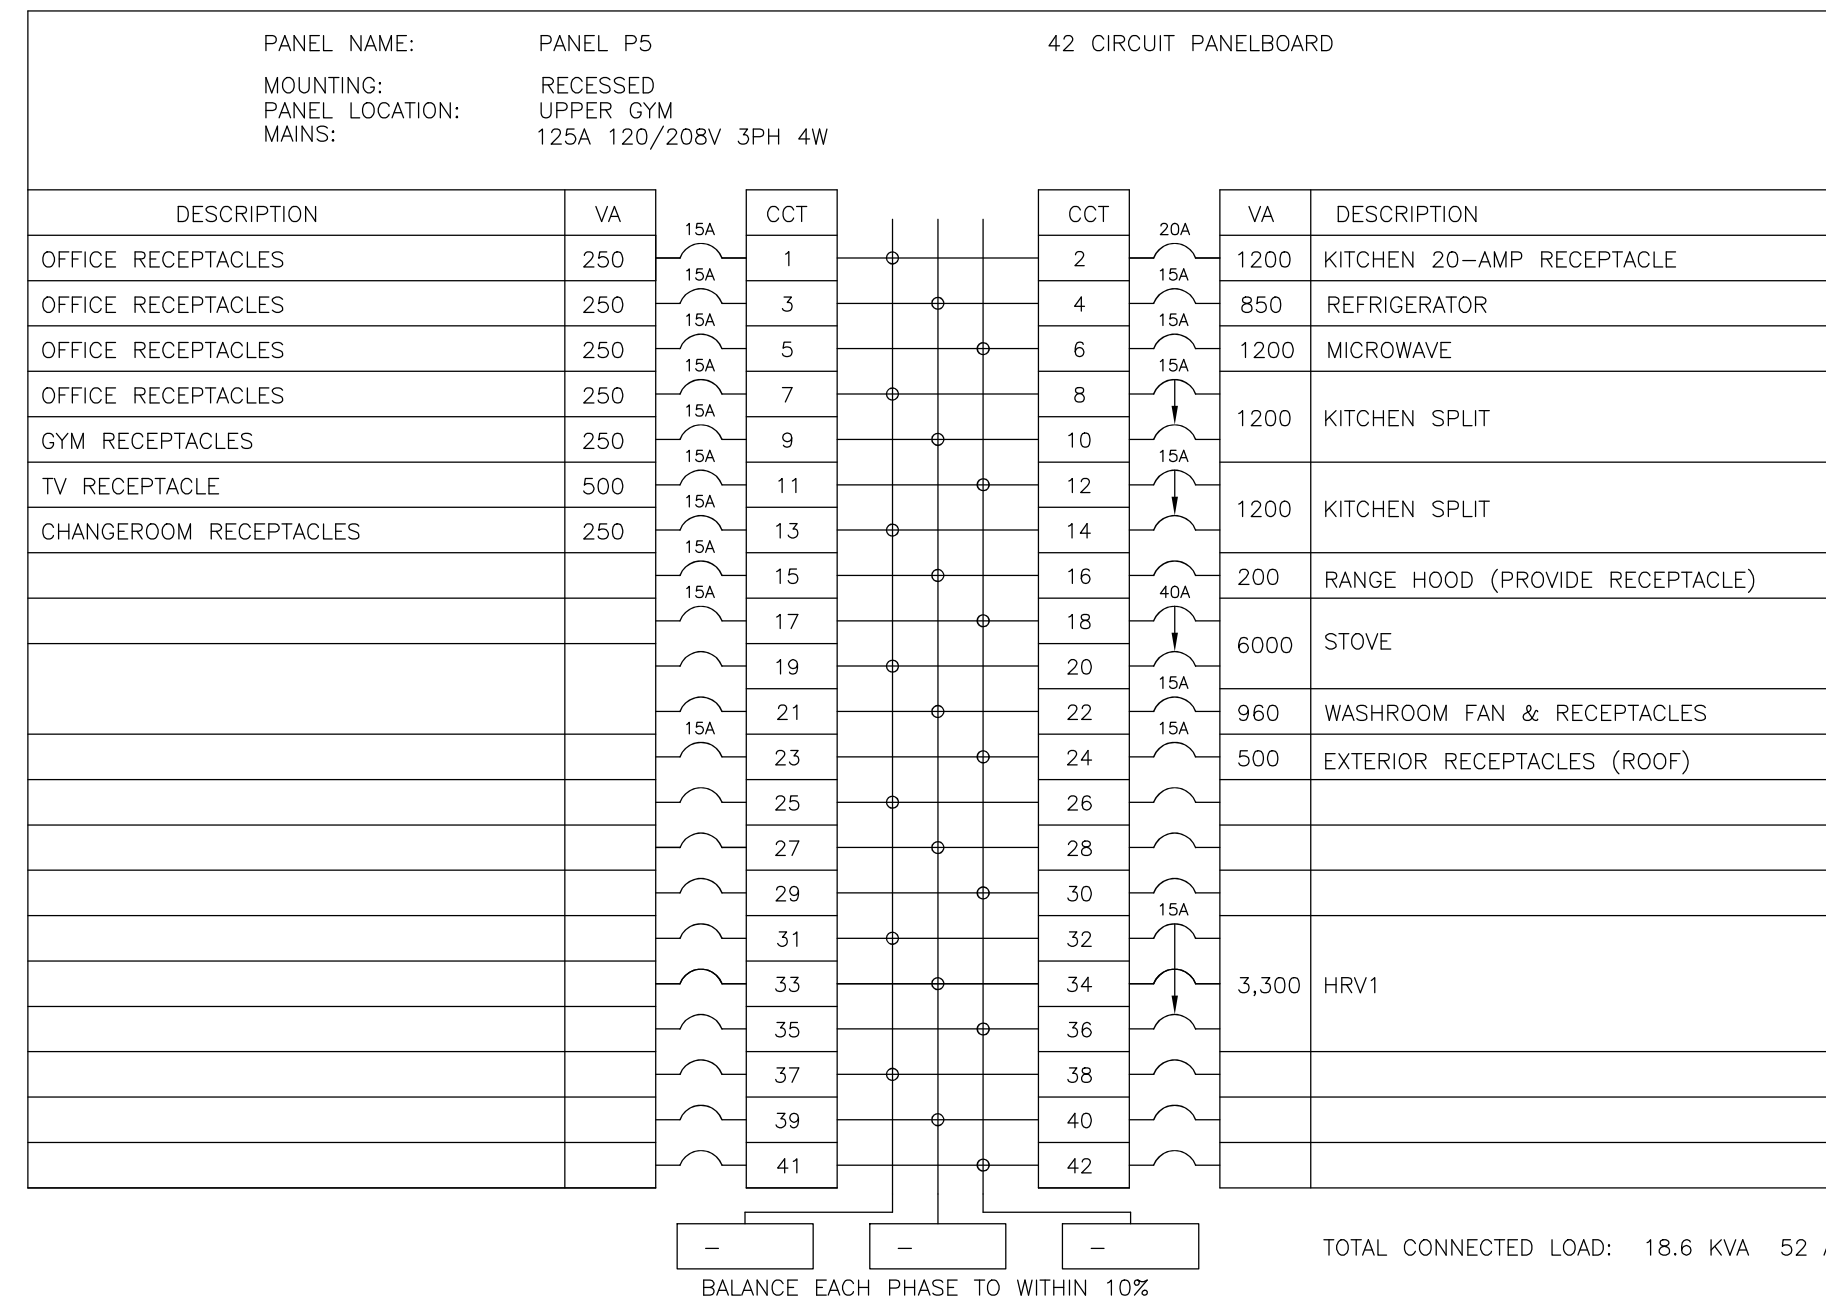 PANEL NAME: PANEL P5 42 CIRCUIT PANELBOARD
MOUNTING: RECESSED
PANEL LOCATION: UPPER GYM
MAINS: 125A 120/208V 3PH 4W
DESCRIPTION VA CCT CCT VA DESCRIPTION
15A 20A
OFFICE RECEPTACLES 250 1 2 1200 KITCHEN 20-AMP RECEPTACLE
15A 15A
OFFICE RECEPTACLES 250 3 4 850 REFRIGERATOR
15A 15A
OFFICE RECEPTACLES 250 5 6 1200 MICROWAVE
15A 15A
OFFICE RECEPTACLES 250 7 8
1200 KITCHEN SPLIT
15A
GYM RECEPTACLES 250 9 10
15A 15A
TV RECEPTACLE 500 11 12
1200 KITCHEN SPLIT
15A
CHANGEROOM RECEPTACLES 250 13 14
15A
15 16 200 RANGE HOOD (PROVIDE RECEPTACLE)
15A 40A
17 18
6000 STOVE
19 20
15A
21 22 960 WASHROOM FAN & RECEPTACLES
15A 15A
23 24 500 EXTERIOR RECEPTACLES (ROOF)
25 26
27 28
29 30
15A
31 32
33 34 3,300 HRV1
35 36
37 38
39 40
41 42
- - -
TOTAL CONNECTED LOAD: 18.6 KVA 52
BALANCE EACH PHASE TO WITHIN 10%